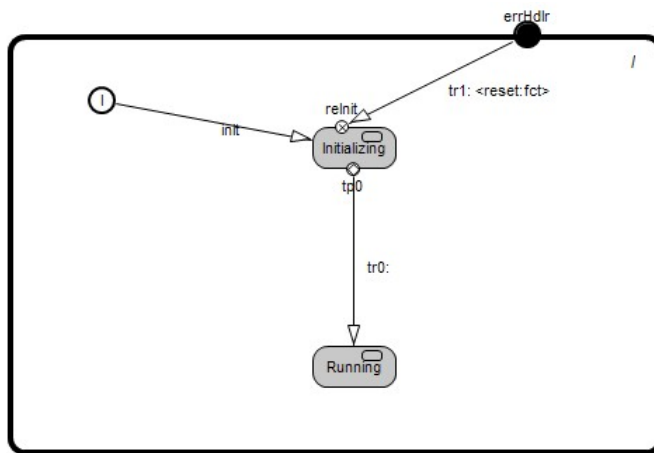 errHdlr
/
I
tr1: <reset:fct>
reInit
init
Initializing
tp0
tr0:
Running